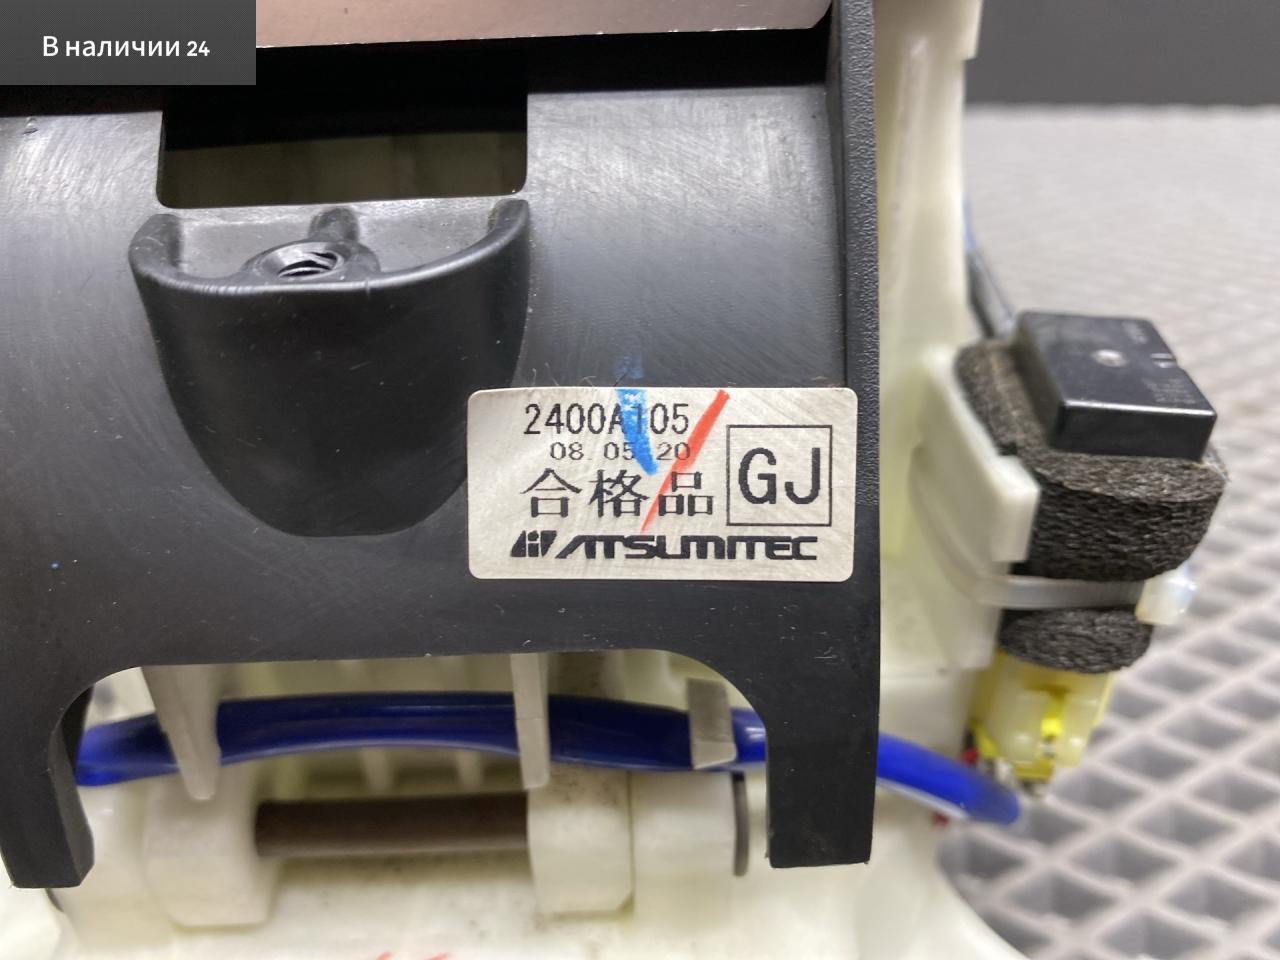 В наличии 24
2400A105
08.05.20
合格品
GJ
ATSUMITEC